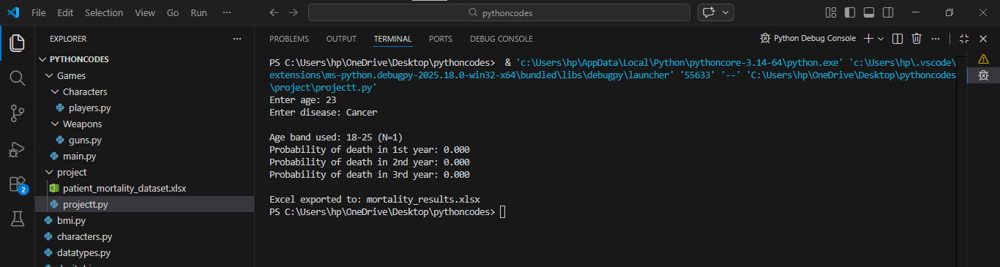 File Edit View Go Run ...
pythoncodes
EXPLORER ...
PYTHONCODES
Games
Characters
players.py
Weapons
guns.py
main.py
project
patient_mortality_dataset.xlsx
projectt.py
bmi.py
characters.py
datatypes.py
2
PROBLEMS OUTPUT TERMINAL PORTS DEBUG CONSOLE
Python Debug Console
PS C:\Users\hp\OneDrive\Desktop\pythoncodes> & 'c:\Users\hp\AppData\Local\Python\pythoncore-3.14-64\python.exe' 'c:\Users\hp\.vscode\
extensions\ms-python.debugpy-2025.18.0-win32-x64\bundled\libs\debugpy\launcher' '55633' '--' 'C:\Users\hp\OneDrive\Desktop\pythoncodes
\project\projectt.py'
Enter age: 23
Enter disease: Cancer
Age band used: 18-25 (N=1)
Probability of death in 1st year: 0.000
Probability of death in 2nd year: 0.000
Probability of death in 3rd year: 0.000
Excel exported to: mortality_results.xlsx
PS C:\Users\hp\OneDrive\Desktop\pythoncodes>